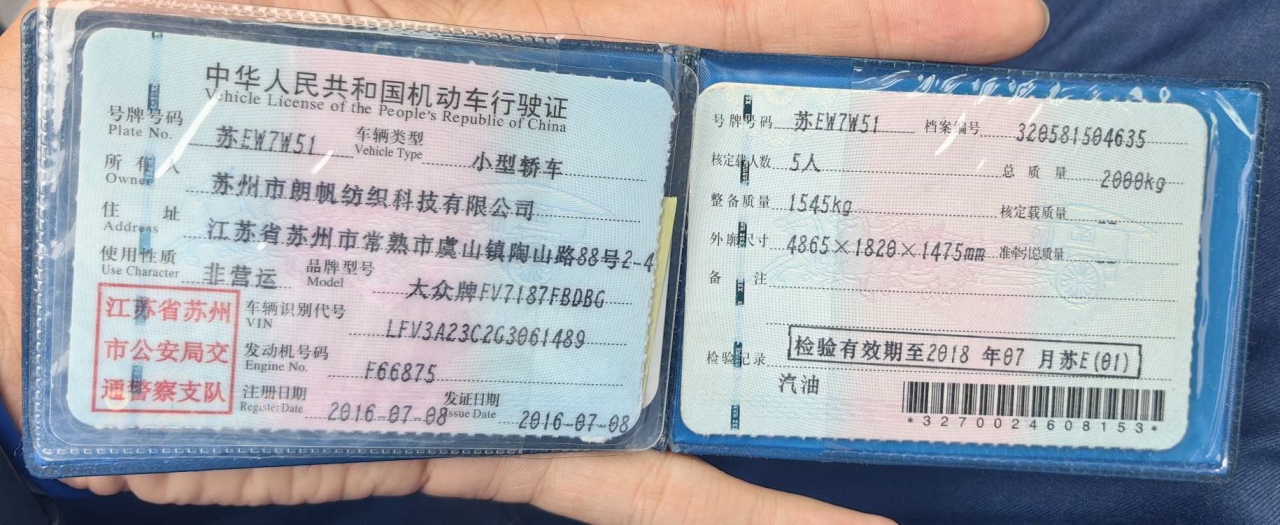 中华人民共和国机动车行驶证
Vehicle License of the People's Republic of China
号牌号码 苏EW7W51 车辆类型 小型轿车
Plate No. Vehicle Type
所有人 苏州市朗帆纺织科技有限公司
Owner
住址 江苏省苏州市常熟市虞山镇陶山路88号2-4
Address
使用性质 非营运 品牌型号 大众牌FV7187FBDBG
Use Character Model
江苏省苏州
市公安局交
通警察支队
车辆识别代号 LFV3A23C2G3061489
VIN
发动机号码 F66875
Engine No.
注册日期 2016-07-08 发证日期 2016-07-08
Register Date Issue Date
号牌号码 苏EW7W51 档案编号 320581504635
核定载人数 5人 总质量 2000kg
整备质量 1545kg 核定载质量 --
外廓尺寸 4865×1820×1475mm 准牵引总质量
备注
检验记录 检验有效期至2018 年07 月苏E(01)
汽油
*3270024608153*